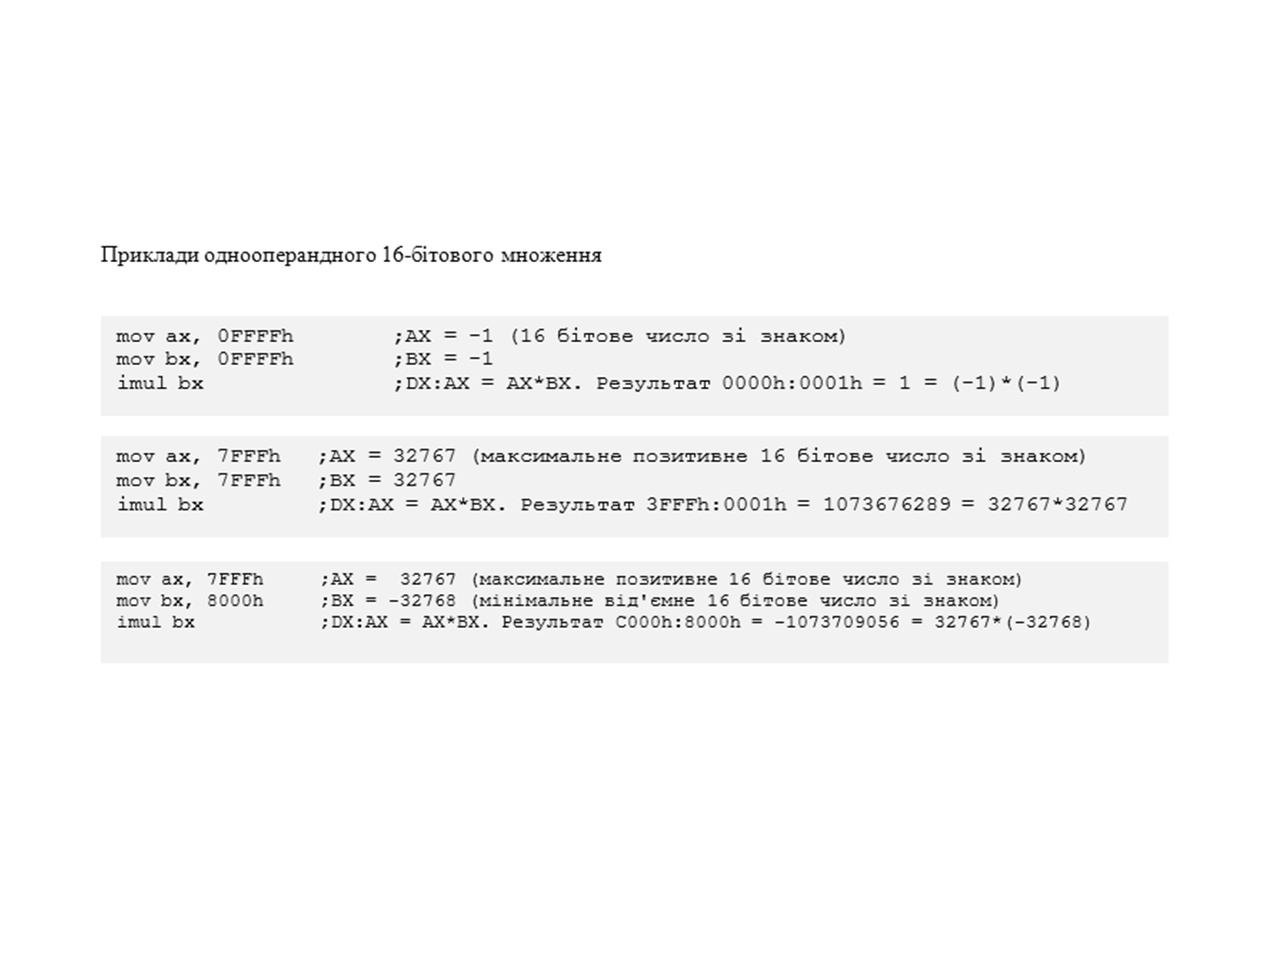 Приклади однооперандного 16-бітового множення
mov ax, 0FFFFh ;AX = -1 (16 бітове число зі знаком)
mov bx, 0FFFFh ;BX = -1
imul bx ;DX:AX = AX*BX. Результат 0000h:0001h = 1 = (-1)*(-1)
mov ax, 7FFFh ;AX = 32767 (максимальне позитивне 16 бітове число зі знаком)
mov bx, 7FFFh ;BX = 32767
imul bx ;DX:AX = AX*BX. Результат 3FFFh:0001h = 1073676289 = 32767*32767
mov ax, 7FFFh ;AX =  32767 (максимальне позитивне 16 бітове число зі знаком)
mov bx, 8000h ;BX = -32768 (мінімальне від'ємне 16 бітове число зі знаком)
imul bx ;DX:AX = AX*BX. Результат C000h:8000h = -1073709056 = 32767*(-32768)